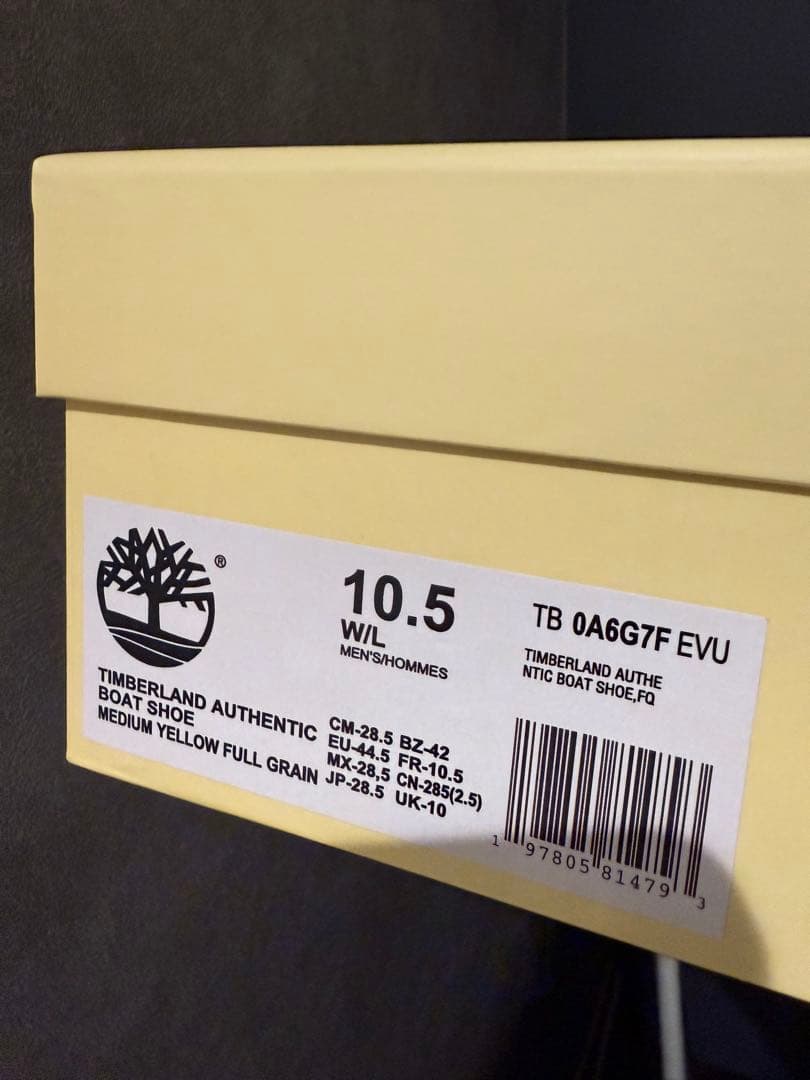 ®
10.5
W/L
MEN'S/HOMMES
TB 0A6G7F EVU
TIMBERLAND AUTHE
NTIC BOAT SHOE,FQ
TIMBERLAND AUTHENTIC
BOAT SHOE
MEDIUM YELLOW FULL GRAIN
CM-28.5 BZ-42
EU-44.5 FR-10.5
MX-28,5 CN-285(2.5)
JP-28.5 UK-10
1 97805 81479 3